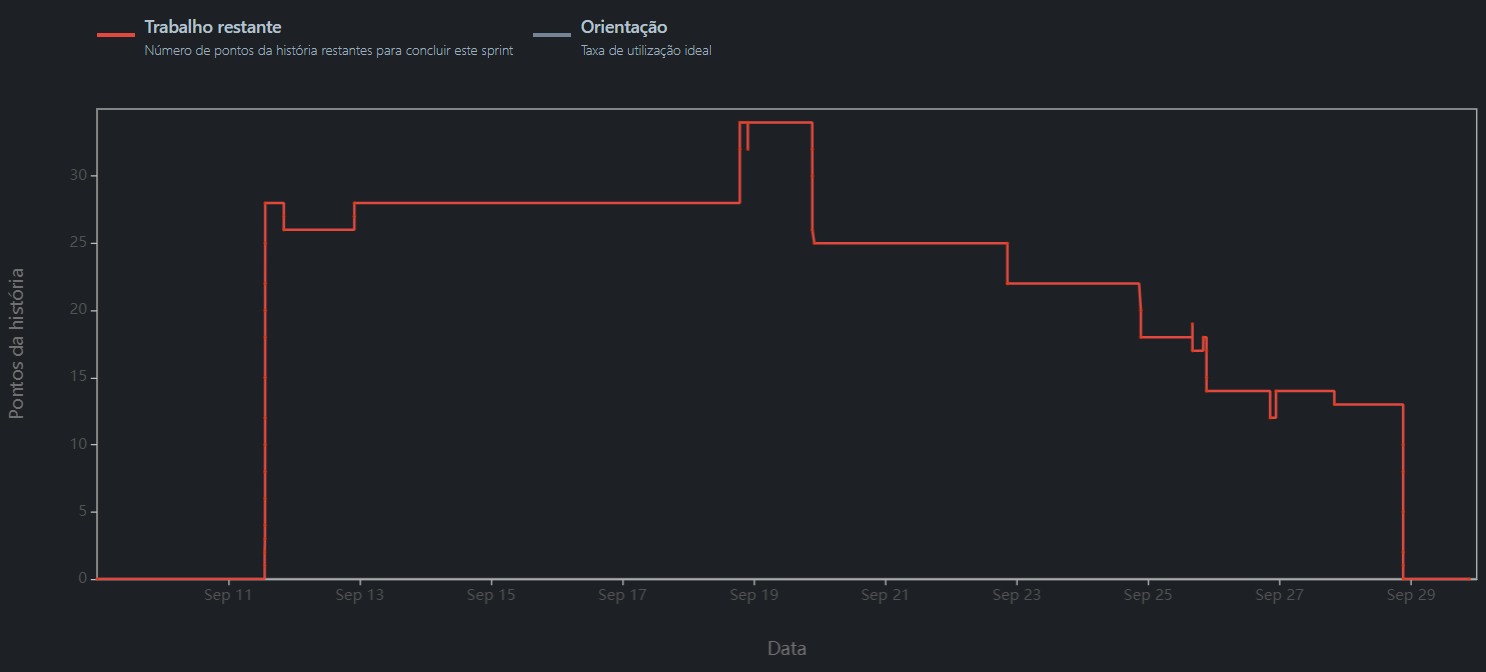 Trabalho restante
Número de pontos da história restantes para concluir este sprint
Orientação
Taxa de utilização ideal
Pontos da história
30
25
20
15
10
5
0
Sep 11 Sep 13 Sep 15 Sep 17 Sep 19 Sep 21 Sep 23 Sep 25 Sep 27 Sep 29
Data